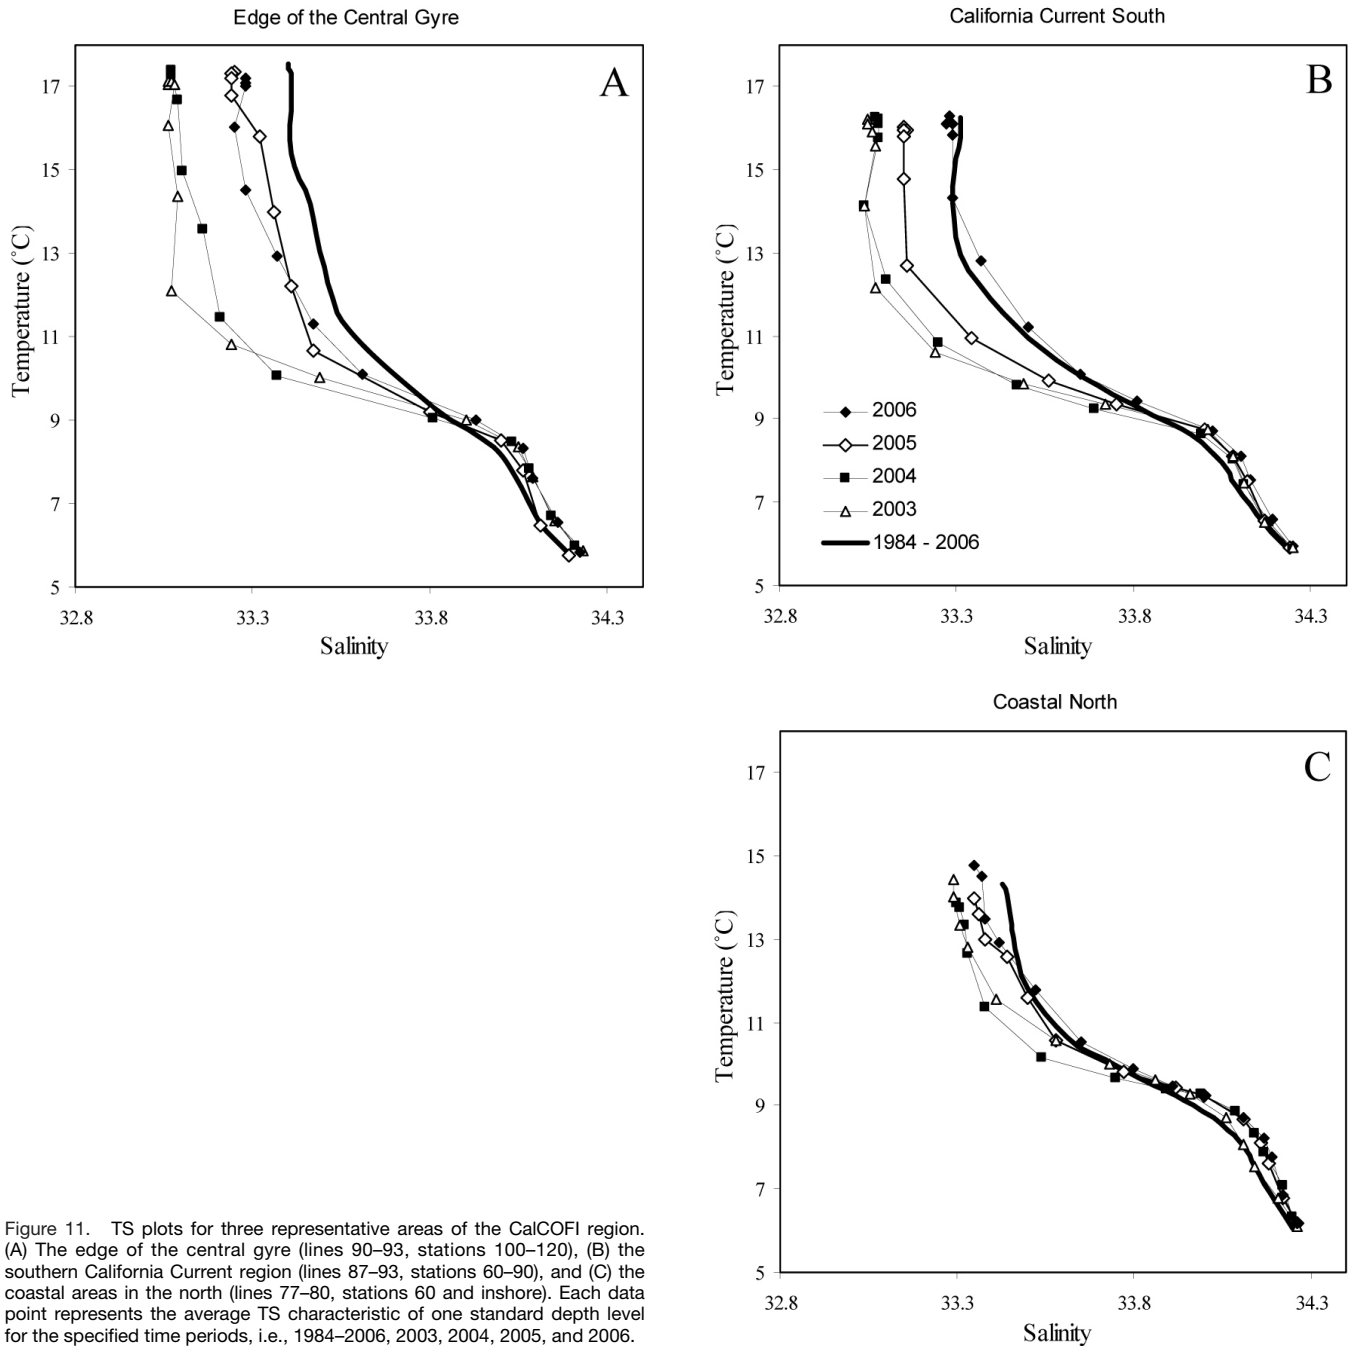 Edge of the Central Gyre
A
17
15
13
11
9
7
5
Temperature (°C)
32.8 33.3 33.8 34.3
Salinity
California Current South
B
17
15
13
11
9
7
5
Temperature (°C)
2006
2005
2004
2003
1984 - 2006
32.8 33.3 33.8 34.3
Salinity
Coastal North
C
17
15
13
11
9
7
5
Temperature (°C)
32.8 33.3 33.8 34.3
Salinity
Figure 11. TS plots for three representative areas of the CalCOFI region.
(A) The edge of the central gyre (lines 90–93, stations 100–120), (B) the
southern California Current region (lines 87–93, stations 60–90), and (C) the
coastal areas in the north (lines 77–80, stations 60 and inshore). Each data
point represents the average TS characteristic of one standard depth level
for the specified time periods, i.e., 1984–2006, 2003, 2004, 2005, and 2006.